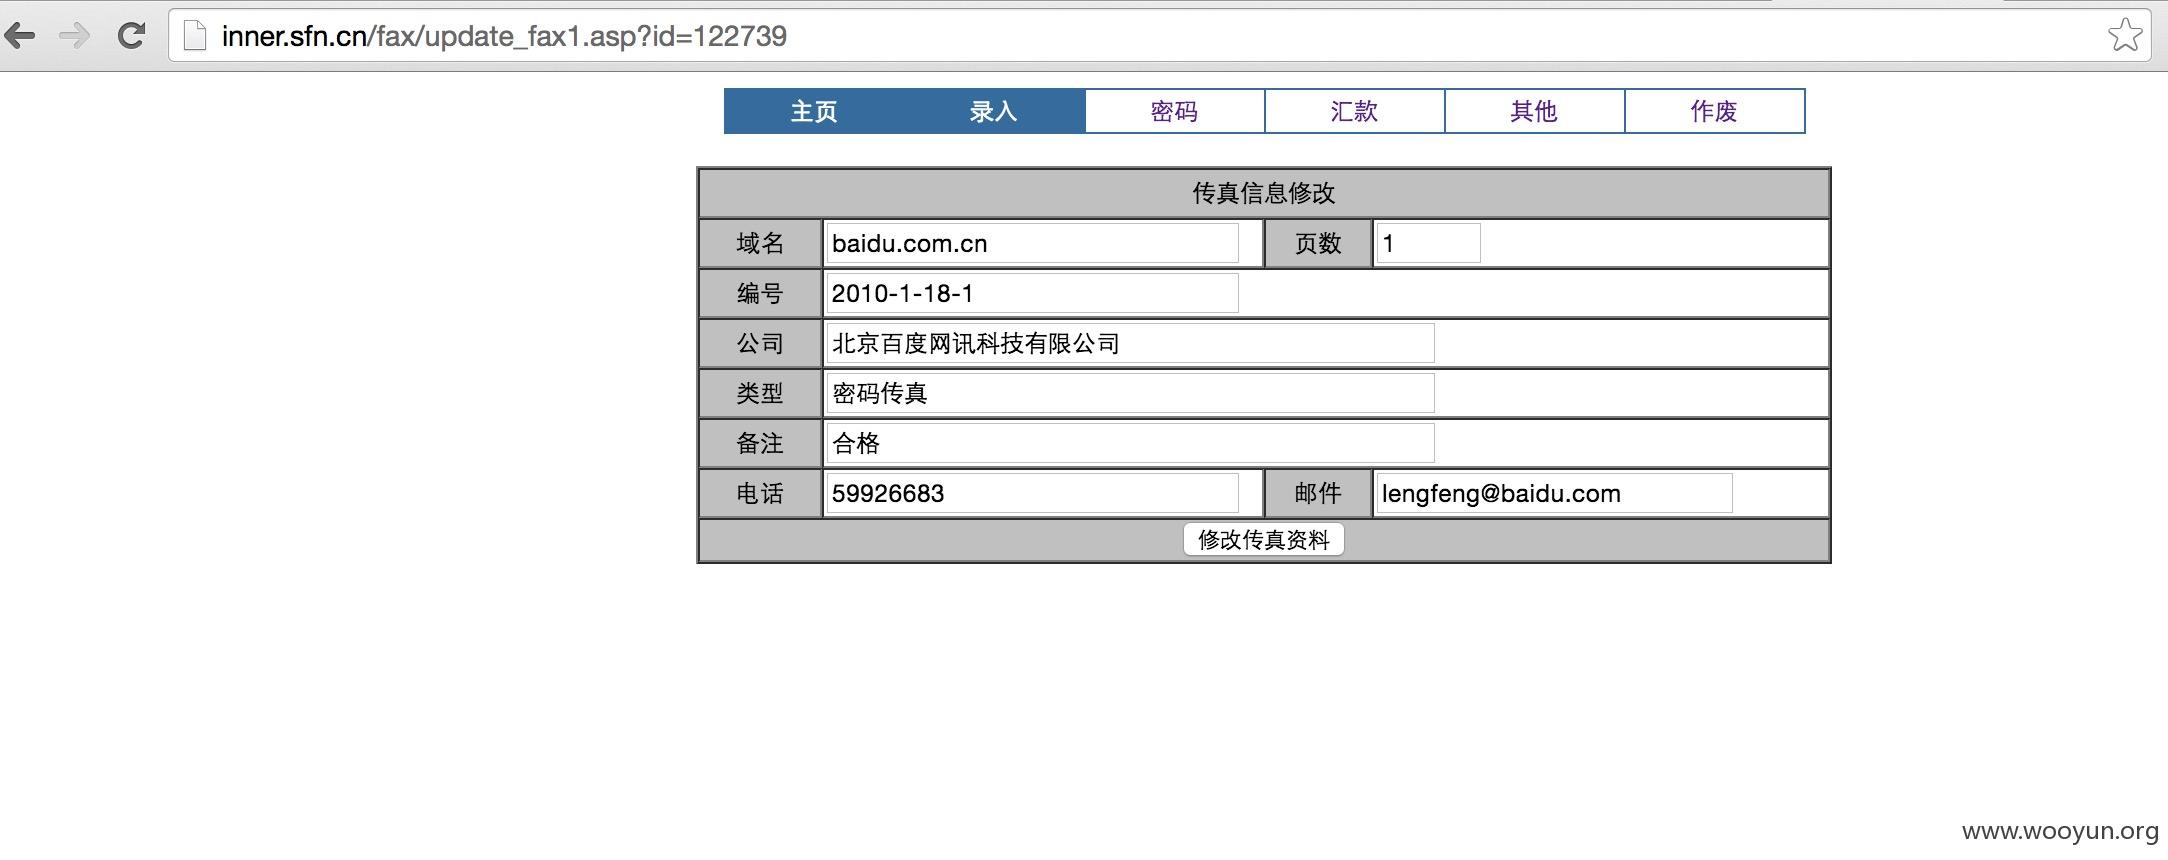 inner.sfn.cn/fax/update_fax1.asp?id=122739
主页 录入 密码 汇款 其他 作废
传真信息修改
域名 baidu.com.cn 页数 1
编号 2010-1-18-1
公司 北京百度网讯科技有限公司
类型 密码传真
备注 合格
电话 59926683 邮件 lengfeng@baidu.com
修改传真资料
www.wooyun.org